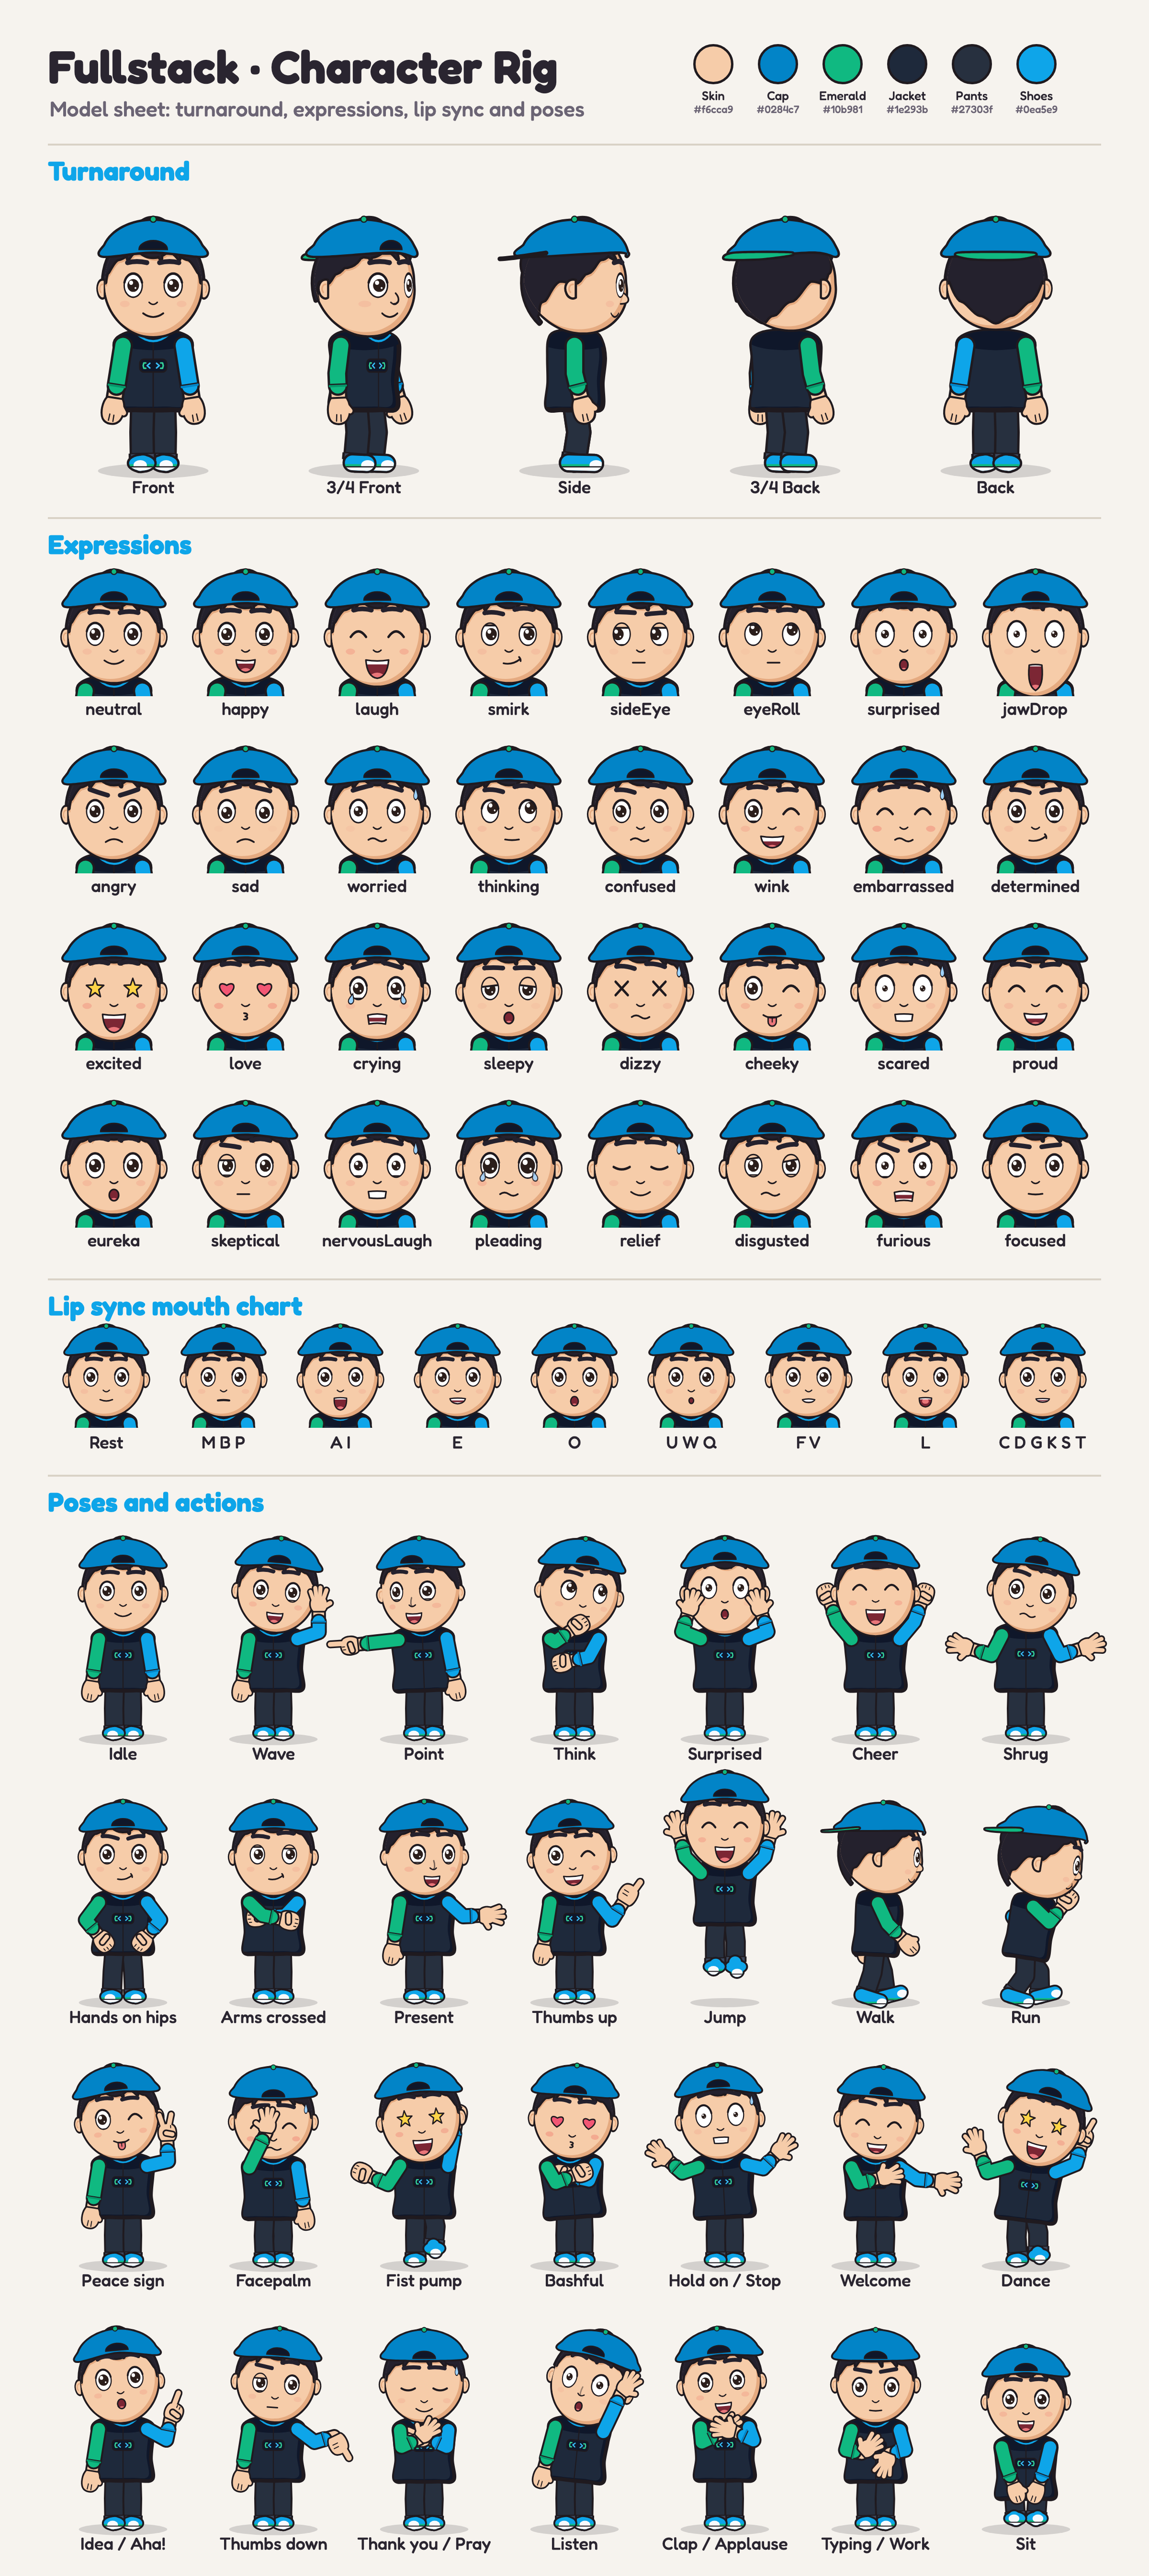 Fullstack · Character Rig
Model sheet: turnaround, expressions, lip sync and poses
Skin Cap Emerald Jacket Pants Shoes
#f6cca9 #0284c7 #10b981 #1e293b #27303f #0ea5e9
Turnaround
Front 3/4 Front Side 3/4 Back Back
Expressions
neutral happy laugh smirk sideEye eyeRoll surprised jawDrop
angry sad worried thinking confused wink embarrassed determined
excited love crying sleepy dizzy cheeky scared proud
eureka skeptical nervousLaugh pleading relief disgusted furious focused
Lip sync mouth chart
Rest M B P A I E O U W Q F V L C D G K S T
Poses and actions
Idle Wave Point Think Surprised Cheer Shrug
Hands on hips Arms crossed Present Thumbs up Jump Walk Run
Peace sign Facepalm Fist pump Bashful Hold on / Stop Welcome Dance
Idea / Aha! Thumbs down Thank you / Pray Listen Clap / Applause Typing / Work Sit